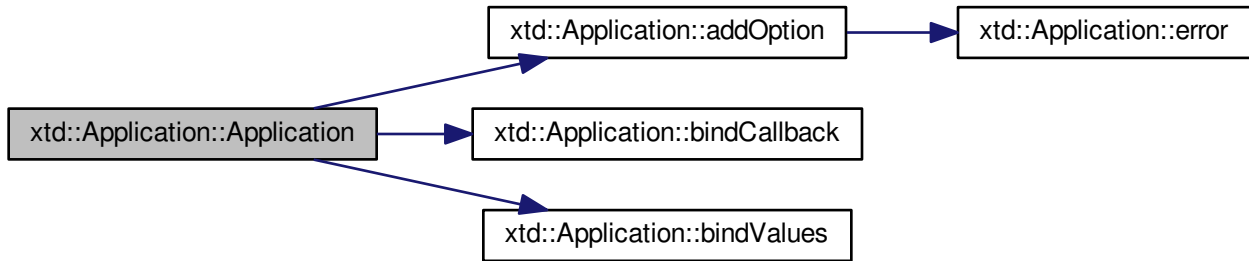 xtd::Application::addOption
xtd::Application::error
xtd::Application::Application
xtd::Application::bindCallback
xtd::Application::bindValues